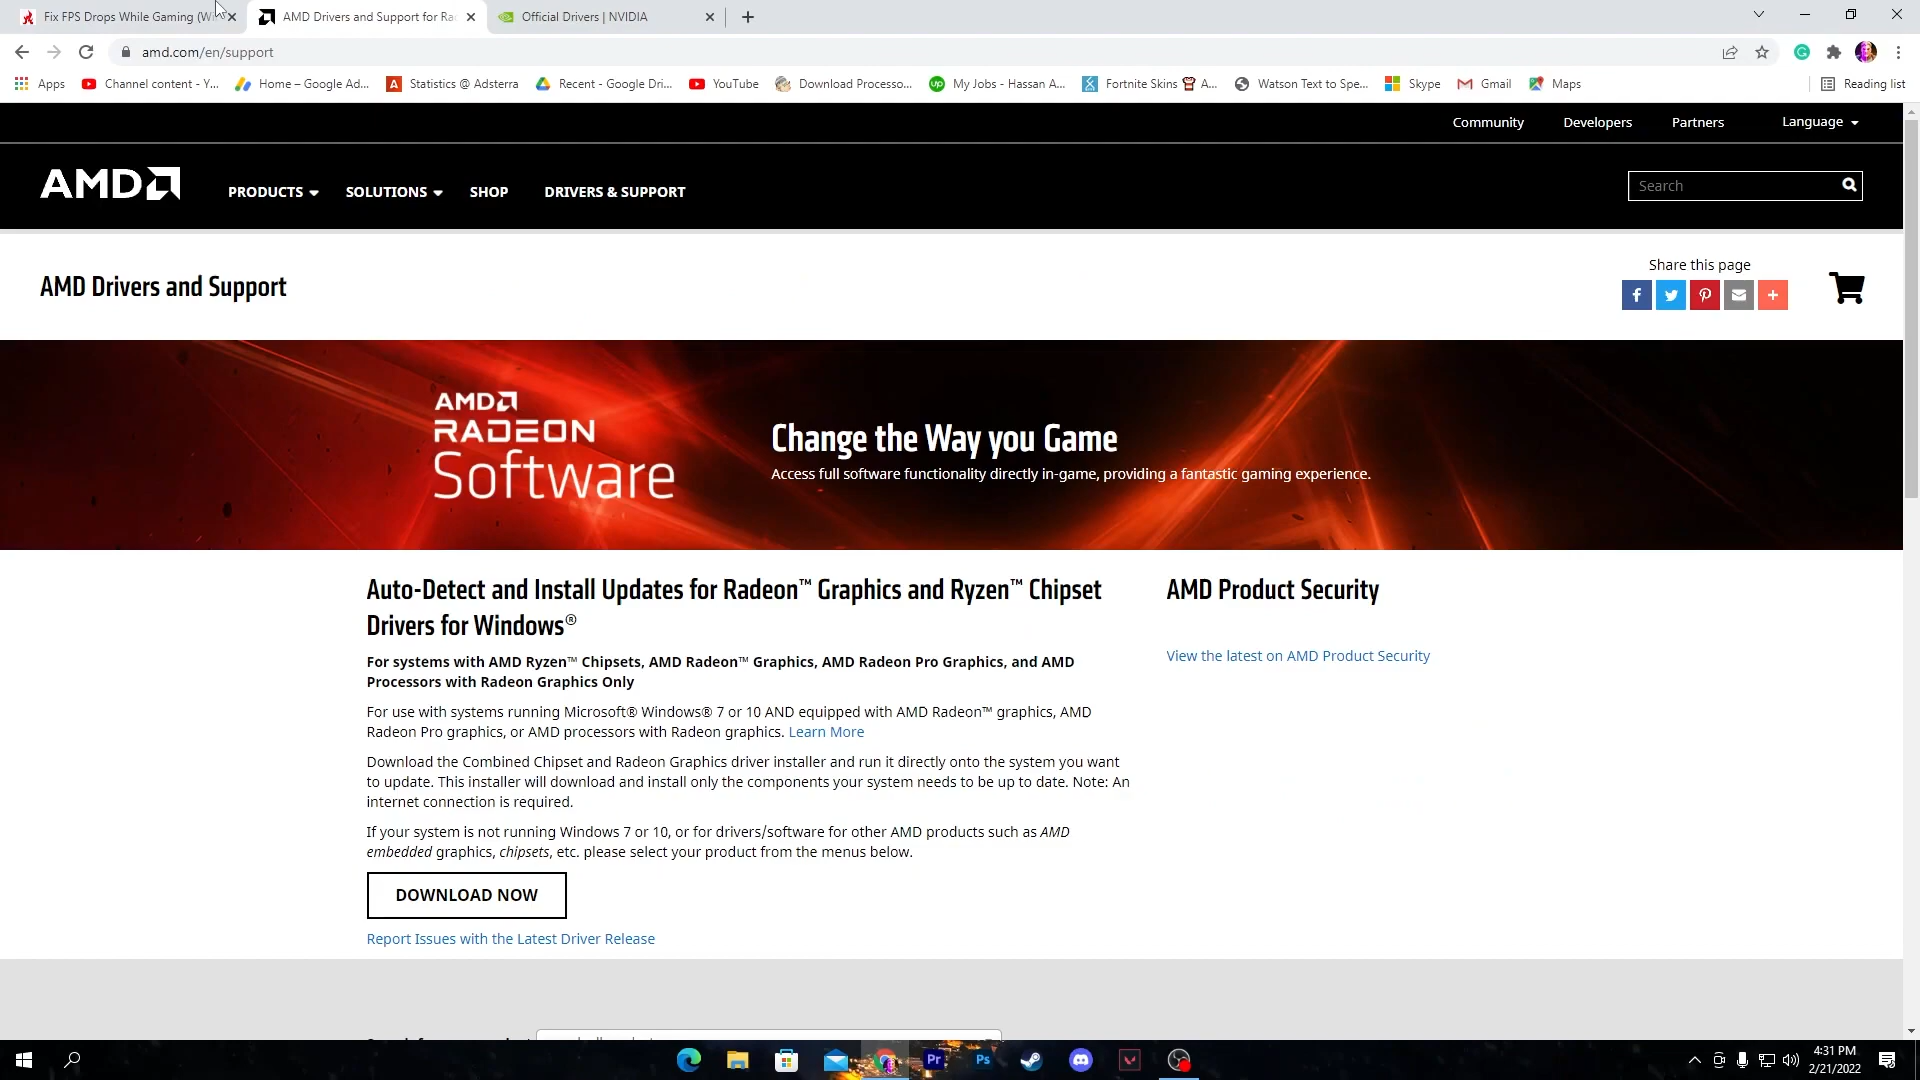 Fix FPS Drops While Gaming (Wi
AMD Drivers and Support for Ra
Official Drivers | NVIDIA
amd.com/en/support
Apps
Channel content - Y...
Home – Google Ad...
Statistics @ Adsterra
Recent - Google Dri...
YouTube
Download Processo...
My Jobs - Hassan A...
Fortnite Skins A...
Watson Text to Spe...
Skype
Gmail
Maps
Reading list
Community
Developers
Partners
Language
AMD
PRODUCTS
SOLUTIONS
SHOP
DRIVERS & SUPPORT
Search
AMD Drivers and Support
Share this page
AMD
RADEON
Software
Change the Way you Game
Access full software functionality directly in-game, providing a fantastic gaming experience.
Auto-Detect and Install Updates for Radeon™ Graphics and Ryzen™ Chipset
Drivers for Windows®
For systems with AMD Ryzen™ Chipsets, AMD Radeon™ Graphics, AMD Radeon Pro Graphics, and AMD
Processors with Radeon Graphics Only
For use with systems running Microsoft® Windows® 7 or 10 AND equipped with AMD Radeon™ graphics, AMD
Radeon Pro graphics, or AMD processors with Radeon graphics. Learn More
Download the Combined Chipset and Radeon Graphics driver installer and run it directly onto the system you want
to update. This installer will download and install only the components your system needs to be up to date. Note: An
internet connection is required.
If your system is not running Windows 7 or 10, or for drivers/software for other AMD products such as AMD
embedded graphics, chipsets, etc. please select your product from the menus below.
DOWNLOAD NOW
Report Issues with the Latest Driver Release
AMD Product Security
View the latest on AMD Product Security
Pr
Ps
4:31 PM
2/21/2022